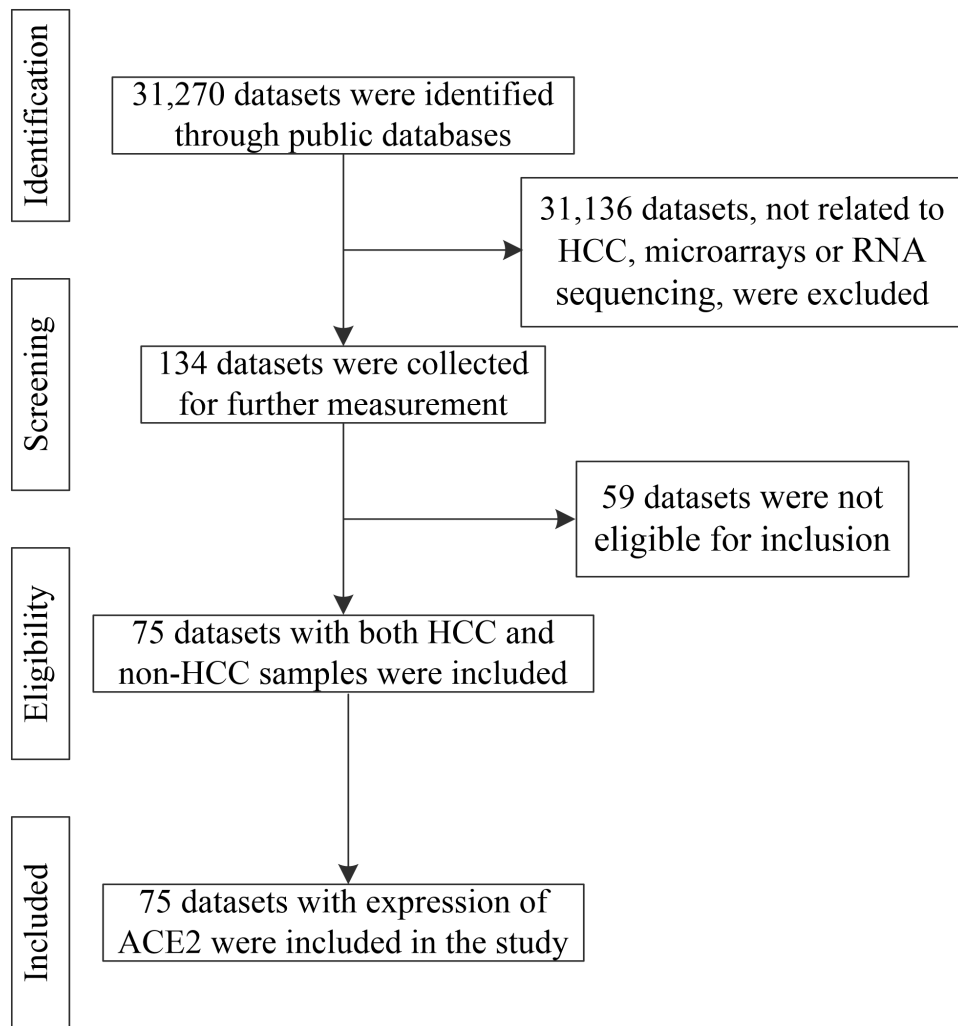 Identification
31,270 datasets were identified
through public databases
31,136 datasets, not related to
HCC, microarrays or RNA
sequencing, were excluded
Screening
134 datasets were collected
for further measurement
59 datasets were not
eligible for inclusion
Eligibility
75 datasets with both HCC and
non-HCC samples were included
Included
75 datasets with expression of
ACE2 were included in the study